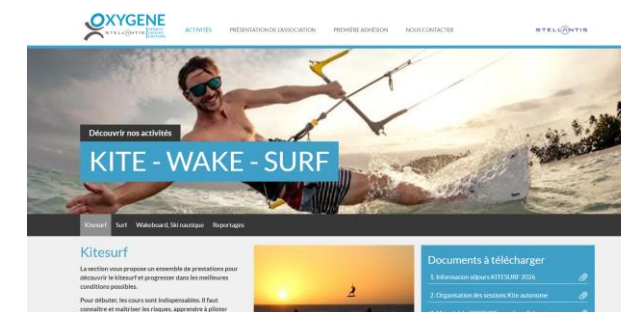 OXYGENE
STELLANTIS
ACTIVITÉS
PRÉSENTATION DE L'ASSOCIATION
PREMIÈRE ADHÉSION
NOUS CONTACTER
STELLANTIS
Découvrir nos activités
KITE - WAKE - SURF
Kitesurf
Surf
Wakeboard, Ski nautique
Reportages
Kitesurf
La section vous propose un ensemble de prestations pour
découvrir le kitesurf et progresser dans les meilleures
conditions possibles.
Pour débuter, les cours sont indispensables. Il faut
connaitre et maîtriser les risques, apprendre à piloter
Documents à télécharger
1. Information séjours KITESURF 2026
2. Organisation des sessions Kite autonome